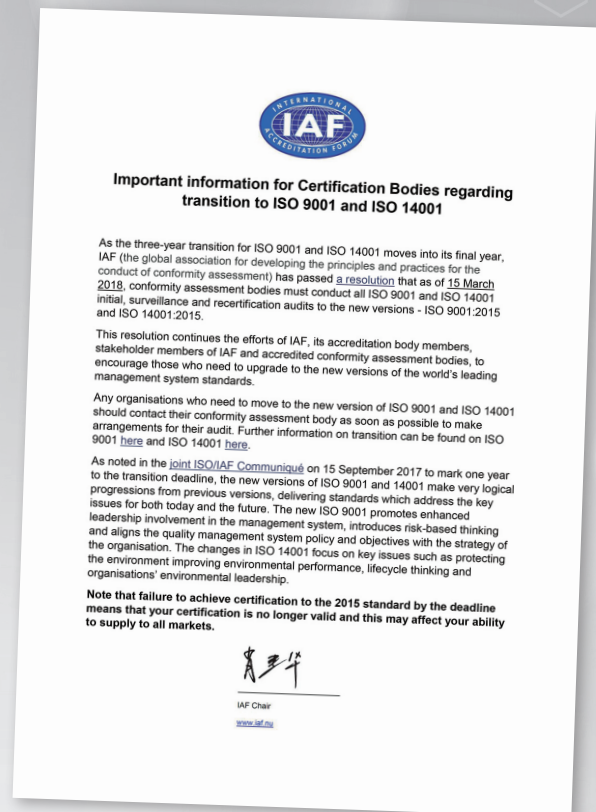 INTERNATIONAL
IAF
ACCREDITATION FORUM
Important information for Certification Bodies regarding
transition to ISO 9001 and ISO 14001
As the three-year transition for ISO 9001 and ISO 14001 moves into its final year,
IAF (the global association for developing the principles and practices for the
conduct of conformity assessment) has passed a resolution that as of 15 March
2018, conformity assessment bodies must conduct all ISO 9001 and ISO 14001
initial, surveillance and recertification audits to the new versions - ISO 9001:2015
and ISO 14001:2015.
This resolution continues the efforts of IAF, its accreditation body members,
stakeholder members of IAF and accredited conformity assessment bodies, to
encourage those who need to upgrade to the new versions of the world's leading
management system standards.
Any organisations who need to move to the new version of ISO 9001 and ISO 14001
should contact their conformity assessment body as soon as possible to make
arrangements for their audit. Further information on transition can be found on ISO
9001 here and ISO 14001 here.
As noted in the joint ISO/IAF Communiqué on 15 September 2017 to mark one year
to the transition deadline, the new versions of ISO 9001 and 14001 make very logical
progressions from previous versions, delivering standards which address the key
issues for both today and the future. The new ISO 9001 promotes enhanced
leadership involvement in the management system, introduces risk-based thinking
and aligns the quality management system policy and objectives with the strategy of
the organisation. The changes in ISO 14001 focus on key issues such as protecting
the environment improving environmental performance, lifecycle thinking and
organisations' environmental leadership.
Note that failure to achieve certification to the 2015 standard by the deadline
means that your certification is no longer valid and this may affect your ability
to supply to all markets.
IAF Chair
www.iaf.nu